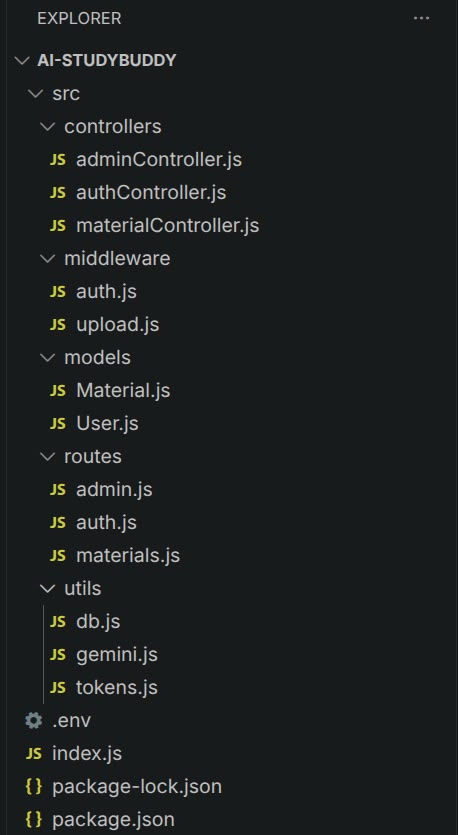 EXPLORER ...
AI-STUDYBUDDY
src
controllers
JS adminController.js
JS authController.js
JS materialController.js
middleware
JS auth.js
JS upload.js
models
JS Material.js
JS User.js
routes
JS admin.js
JS auth.js
JS materials.js
utils
JS db.js
JS gemini.js
JS tokens.js
.env
JS index.js
{} package-lock.json
{} package.json